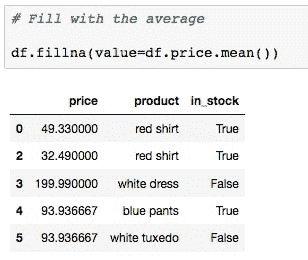 # Fill with the average
df.fillna(value=df.price.mean())
price product in_stock
0 49.330000 red shirt True
2 32.490000 red shirt True
3 199.990000 white dress False
4 93.936667 blue pants True
5 93.936667 white tuxedo False